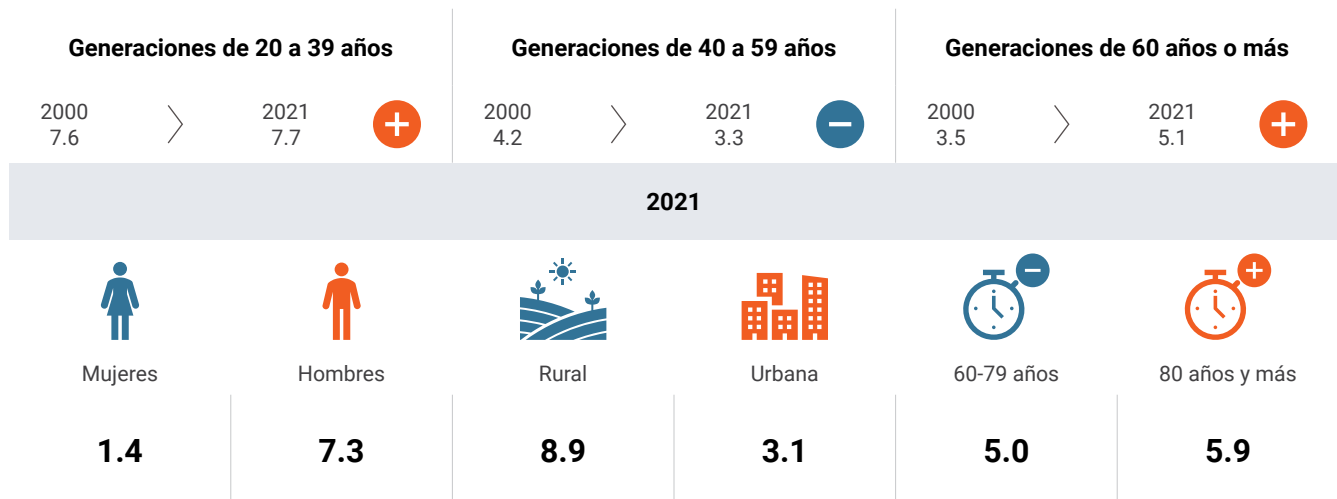 Generaciones de 20 a 39 años
2000
7.6
2021
7.7
Generaciones de 40 a 59 años
2000
4.2
2021
3.3
Generaciones de 60 años o más
2000
3.5
2021
5.1
2021
Mujeres
1.4
Hombres
7.3
Rural
8.9
Urbana
3.1
60-79 años
5.0
80 años y más
5.9